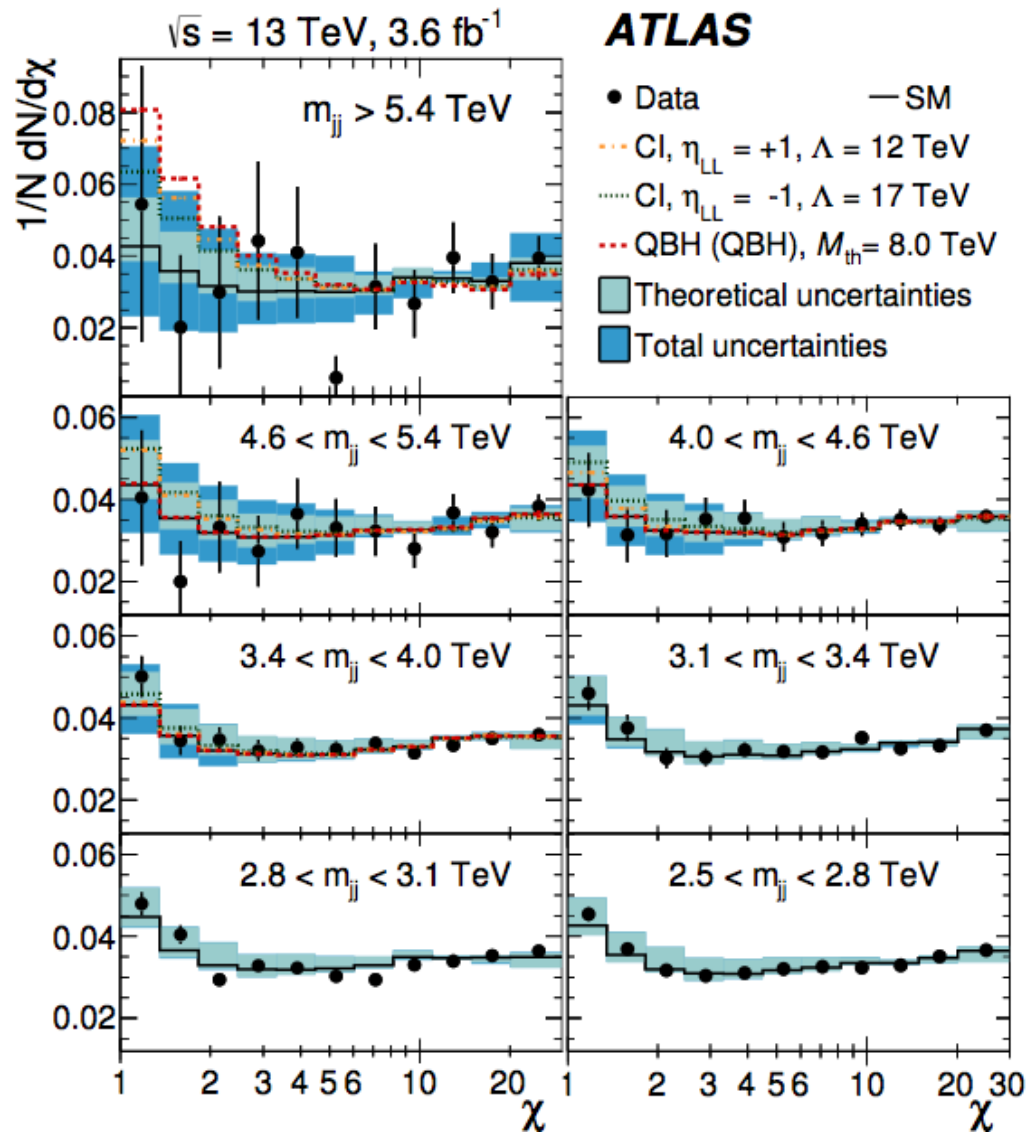 √s = 13 TeV, 3.6 fb⁻¹
ATLAS
1/N dN/dχ
m_jj > 5.4 TeV
Data
SM
CI, η_LL = +1, Λ = 12 TeV
CI, η_LL = -1, Λ = 17 TeV
QBH (QBH), M_th = 8.0 TeV
Theoretical uncertainties
Total uncertainties
0.08
0.06
0.04
0.02
4.6 < m_jj < 5.4 TeV
4.0 < m_jj < 4.6 TeV
0.06
0.04
0.02
3.4 < m_jj < 4.0 TeV
3.1 < m_jj < 3.4 TeV
0.06
0.04
0.02
2.8 < m_jj < 3.1 TeV
2.5 < m_jj < 2.8 TeV
0.06
0.04
0.02
1 2 3 4 5 6 10 20 1 2 3 4 5 6 10 20 30
χ χ